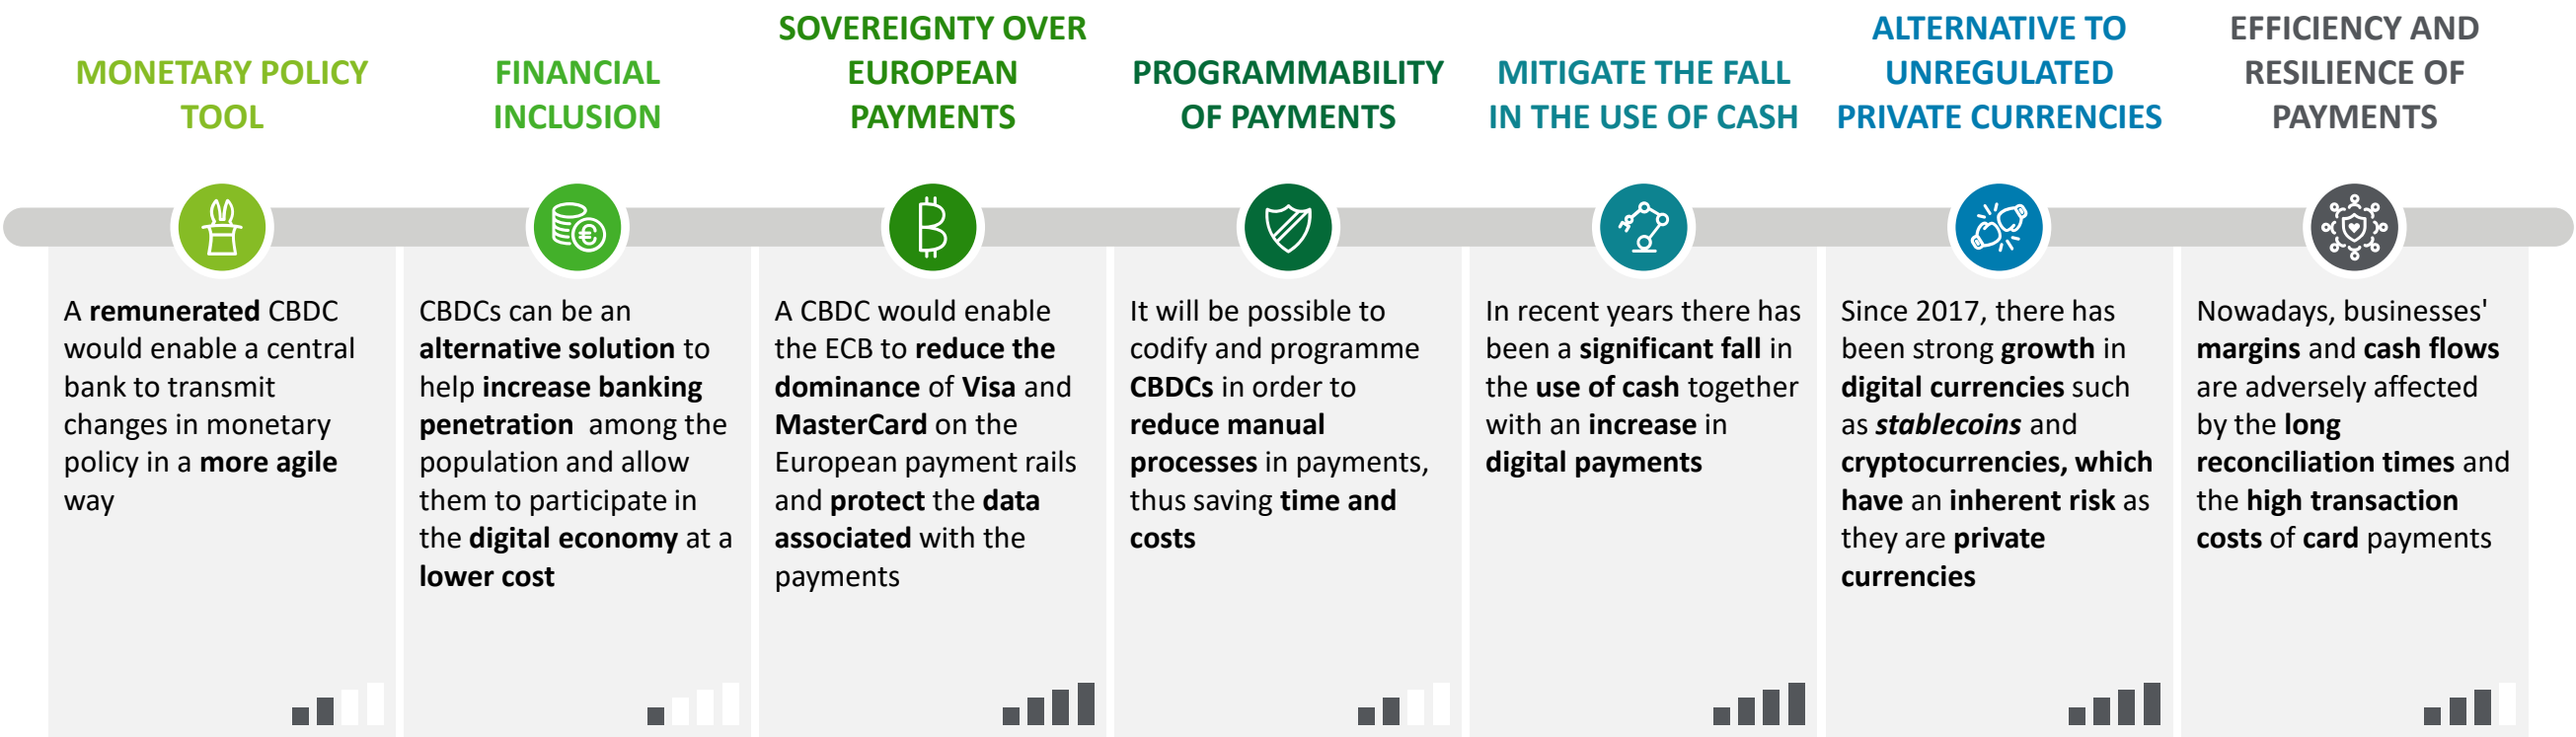 MONETARY POLICY
TOOL
A remunerated CBDC
would enable a central
bank to transmit
changes in monetary
policy in a more agile
way
FINANCIAL
INCLUSION
CBDCs can be an
alternative solution to
help increase banking
penetration among the
population and allow
them to participate in
the digital economy at a
lower cost
SOVEREIGNTY OVER
EUROPEAN
PAYMENTS
A CBDC would enable
the ECB to reduce the
dominance of Visa and
MasterCard on the
European payment rails
and protect the data
associated with the
payments
PROGRAMMABILITY
OF PAYMENTS
It will be possible to
codify and programme
CBDCs in order to
reduce manual
processes in payments,
thus saving time and
costs
MITIGATE THE FALL
IN THE USE OF CASH
In recent years there has
been a significant fall in
the use of cash together
with an increase in
digital payments
ALTERNATIVE TO
UNREGULATED
PRIVATE CURRENCIES
Since 2017, there has
been strong growth in
digital currencies such
as stablecoins and
cryptocurrencies, which
have an inherent risk as
they are private
currencies
EFFICIENCY AND
RESILIENCE OF
PAYMENTS
Nowadays, businesses'
margins and cash flows
are adversely affected
by the long
reconciliation times and
the high transaction
costs of card payments